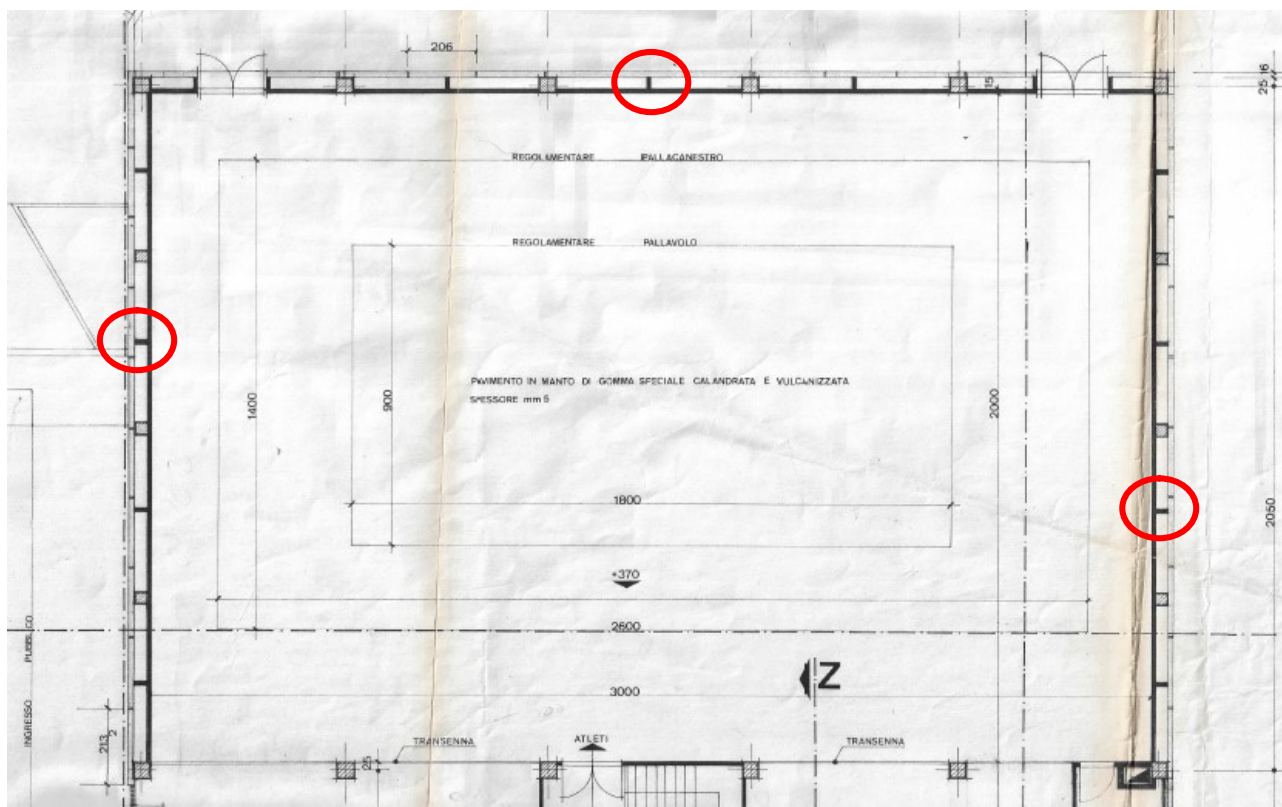 206
15
25 16
REGOLAMENTARE PALLACANESTRO
REGOLAMENTARE PALLAVOLO
PAVIMENTO IN MANTO DI GOMMA SPECIALE CALANDRATA E VULCANIZZATA
SPESSORE mm 6
1400
900
2000
1800
2050
+370
2600
INGRESSO PUBBLICO
Z
3000
213
2
TRANSENNA
25
ATLETI
TRANSENNA